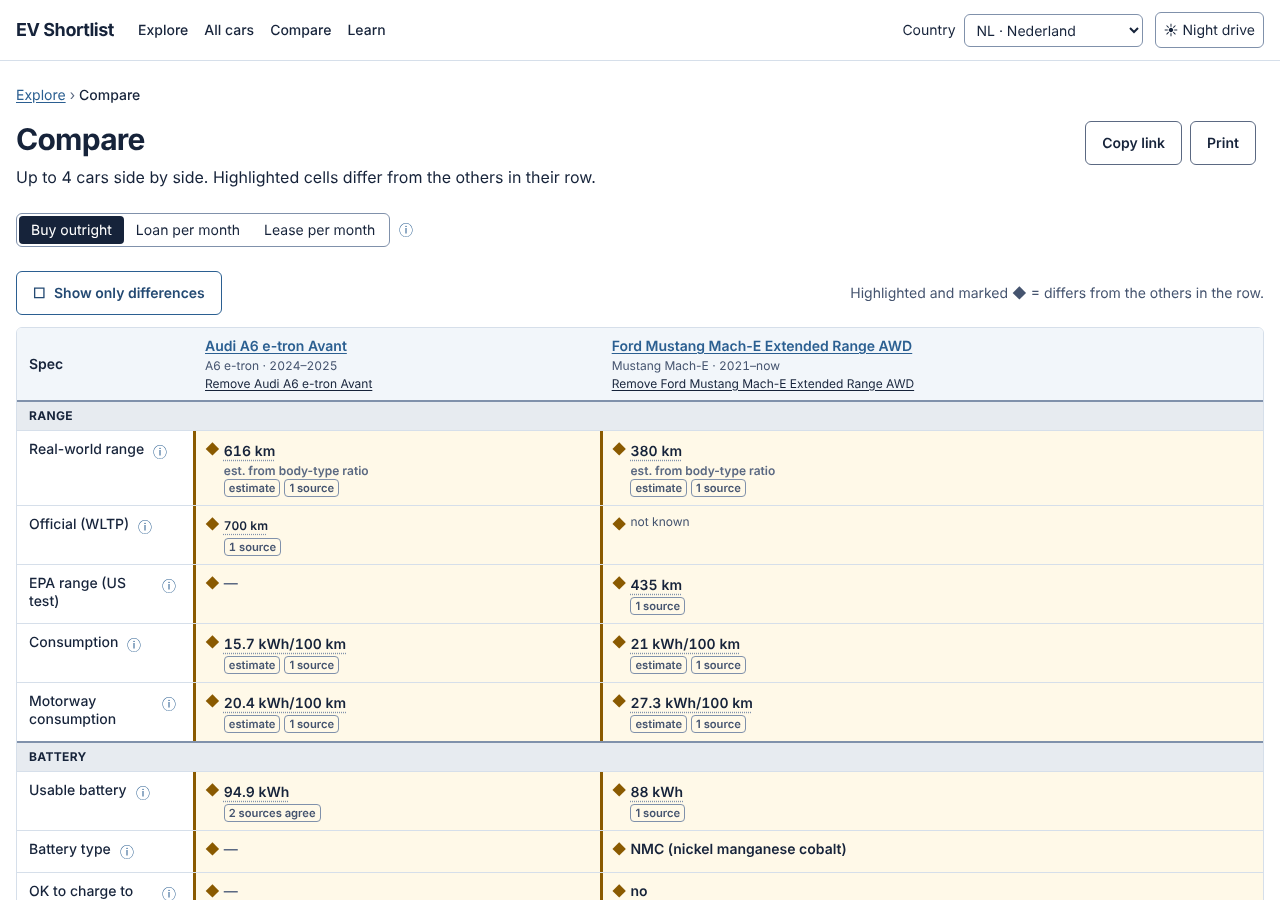 EV Shortlist Explore All cars Compare Learn Country NL · Nederland ☀ Night drive
Explore › Compare
Compare
Copy link Print
Up to 4 cars side by side. Highlighted cells differ from the others in their row.
Buy outright Loan per month Lease per month ⓘ
☐ Show only differences Highlighted and marked ◆ = differs from the others in the row.
Spec
Audi A6 e-tron Avant
A6 e-tron · 2024–2025
Remove Audi A6 e-tron Avant
Ford Mustang Mach-E Extended Range AWD
Mustang Mach-E · 2021–now
Remove Ford Mustang Mach-E Extended Range AWD
RANGE
Real-world range ⓘ
◆ 616 km
est. from body-type ratio
estimate 1 source
◆ 380 km
est. from body-type ratio
estimate 1 source
Official (WLTP) ⓘ
◆ 700 km
1 source
◆ not known
EPA range (US
test) ⓘ
◆ —
◆ 435 km
1 source
Consumption ⓘ
◆ 15.7 kWh/100 km
estimate 1 source
◆ 21 kWh/100 km
estimate 1 source
Motorway
consumption ⓘ
◆ 20.4 kWh/100 km
estimate 1 source
◆ 27.3 kWh/100 km
estimate 1 source
BATTERY
Usable battery ⓘ
◆ 94.9 kWh
2 sources agree
◆ 88 kWh
1 source
Battery type ⓘ
◆ —
◆ NMC (nickel manganese cobalt)
OK to charge to ⓘ
◆ —
◆ no